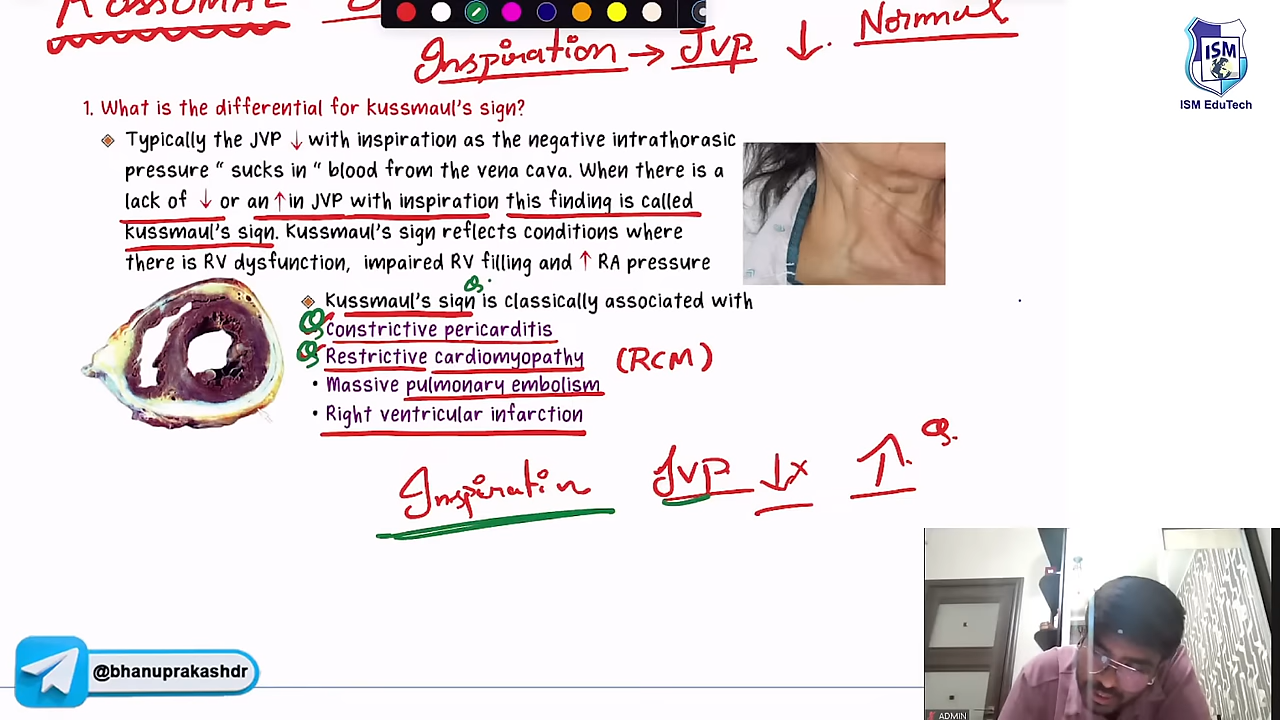 KUSSOMAL
Inspiration → JVP ↓. Normal
ISM
ISM EduTech
1. What is the differential for kussmaul's sign?
Typically the JVP ↓ with inspiration as the negative intrathorasic
pressure " sucks in " blood from the vena cava. When there is a
lack of ↓ or an ↑ in JVP with inspiration this finding is called
kussmaul's sign. Kussmaul's sign reflects conditions where
there is RV dysfunction, impaired RV filling and ↑ RA pressure
Kussmaul's sign is classically associated with
Constrictive pericarditis
Restrictive cardiomyopathy (RCM)
• Massive pulmonary embolism
• Right ventricular infarction
Inspiration JVP ↓x ↑.
@bhanuprakashdr
ADMIN